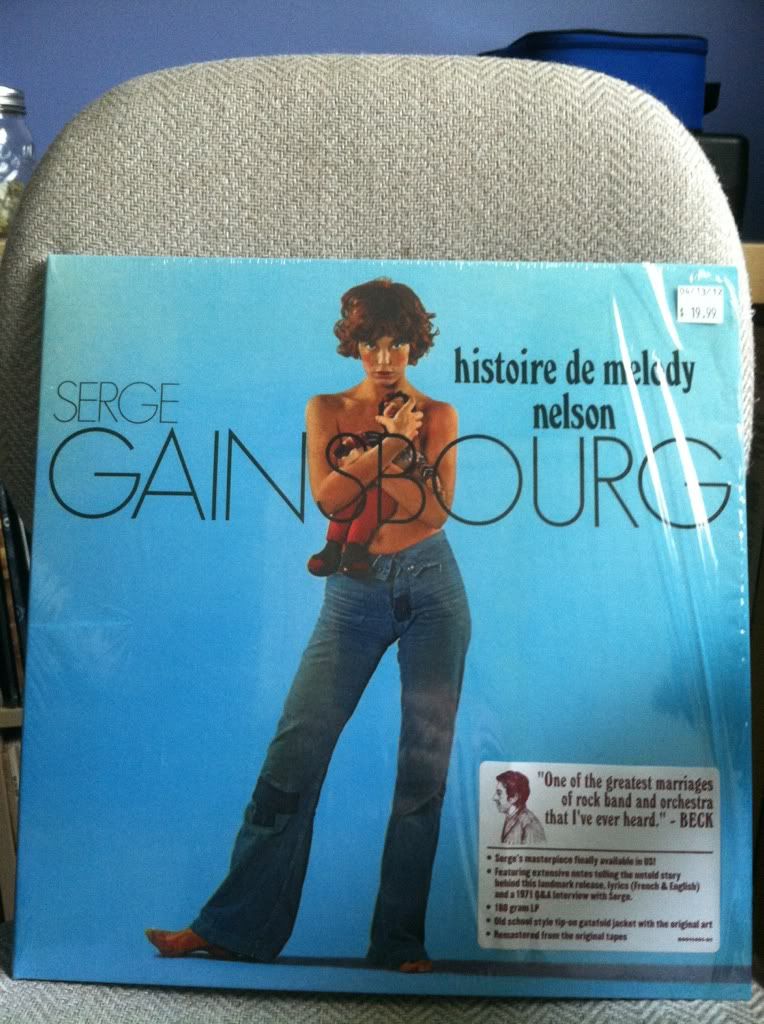 04/13/12
$ 19.99
histoire de melody
nelson
SERGE
GAINSBOURG
"One of the greatest marriages
of rock band and orchestra
that I've ever heard." - BECK
• Serge's masterpiece finally available in US!
• Featuring extensive notes telling the untold story
behind this landmark release, lyrics (French & English)
and a 1971 Q&A interview with Serge.
• 180 gram LP
• Old school style tip-on gatefold jacket with the original art
• Remastered from the original tapes